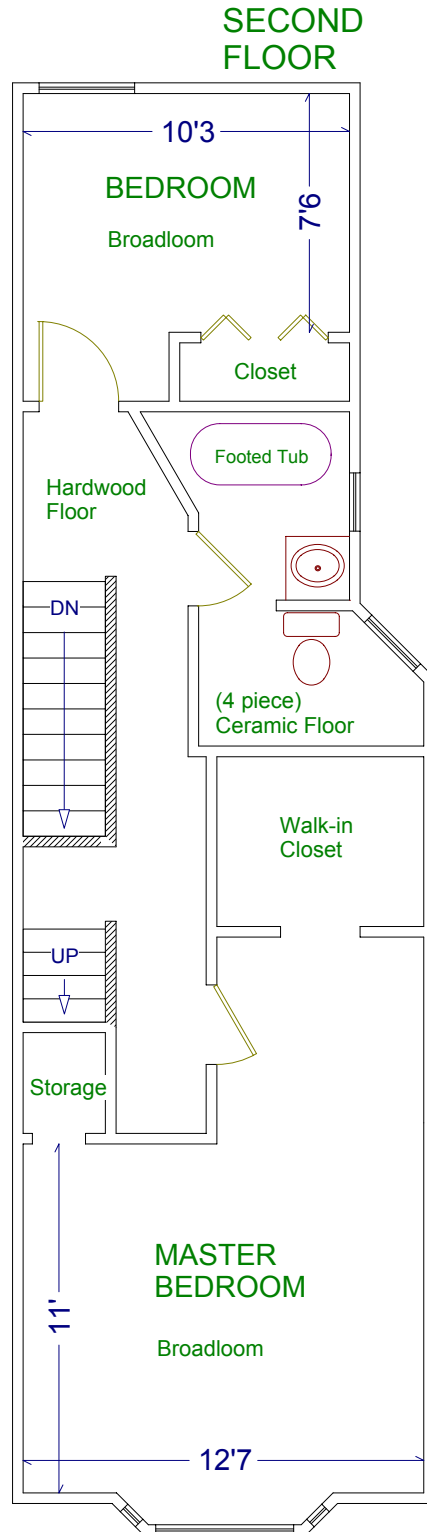 SECOND
FLOOR
10'3
BEDROOM
7'6
Broadloom
Closet
Footed Tub
Hardwood
Floor
DN
(4 piece)
Ceramic Floor
Walk-in
Closet
UP
Storage
MASTER
BEDROOM
11'
Broadloom
12'7